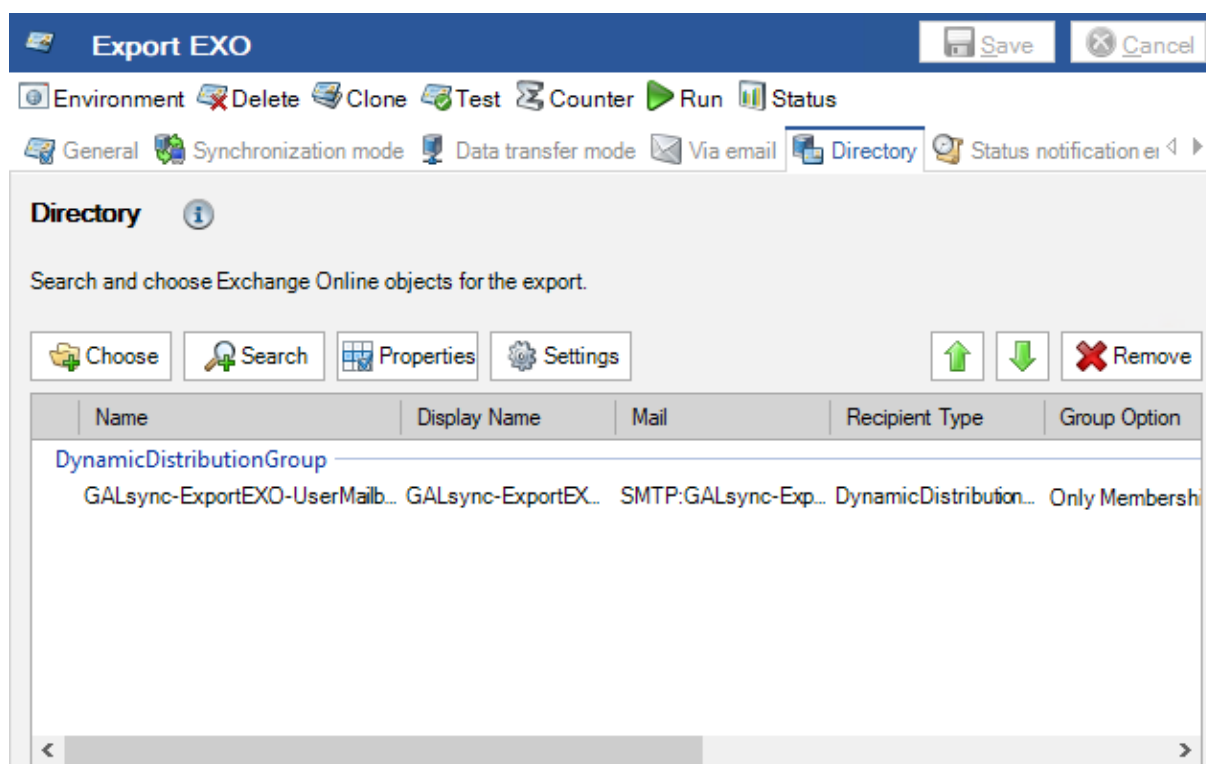 Export EXO Save Cancel
Environment Delete Clone Test Counter Run Status
General Synchronization mode Data transfer mode Via email Directory Status notification
Directory
Search and choose Exchange Online objects for the export.
Choose Search Properties Settings Remove
Name Display Name Mail Recipient Type Group Option
DynamicDistributionGroup
GALsync-ExportEXO-UserMailb... GALsync-ExportEX... SMTP:GALsync-Exp... DynamicDistribution... Only Membershi